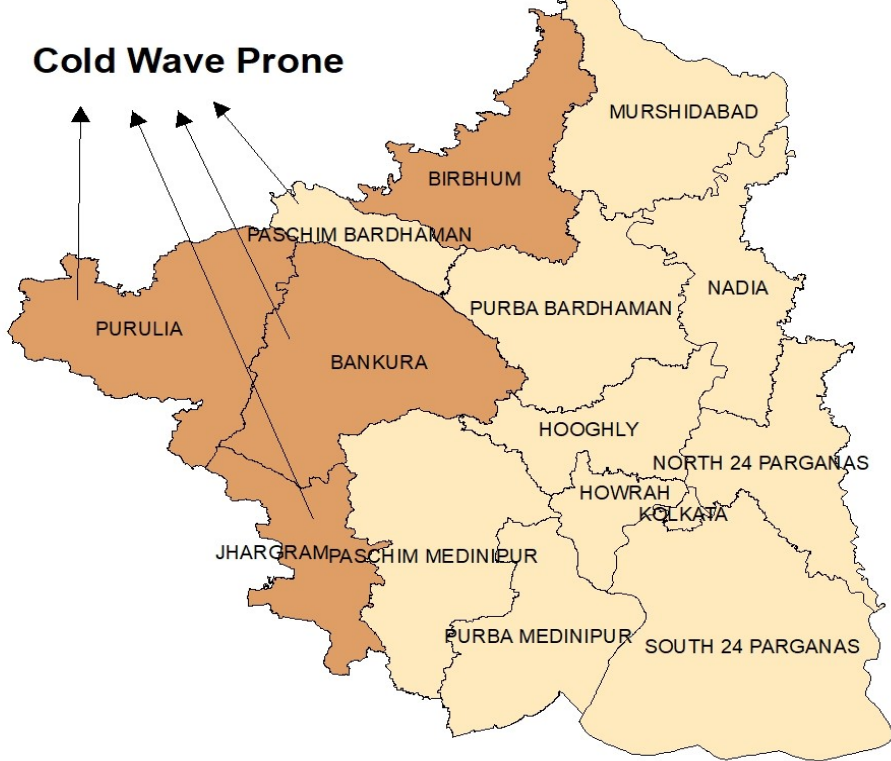 Cold Wave Prone
MURSHIDABAD
BIRBHUM
PASCHIM BARDHAMAN
NADIA
PURBA BARDHAMAN
PURULIA
BANKURA
HOOGHLY
NORTH 24 PARGANAS
HOWRAH
KOLKATA
JHARGRAM
PASCHIM MEDINIPUR
PURBA MEDINIPUR
SOUTH 24 PARGANAS